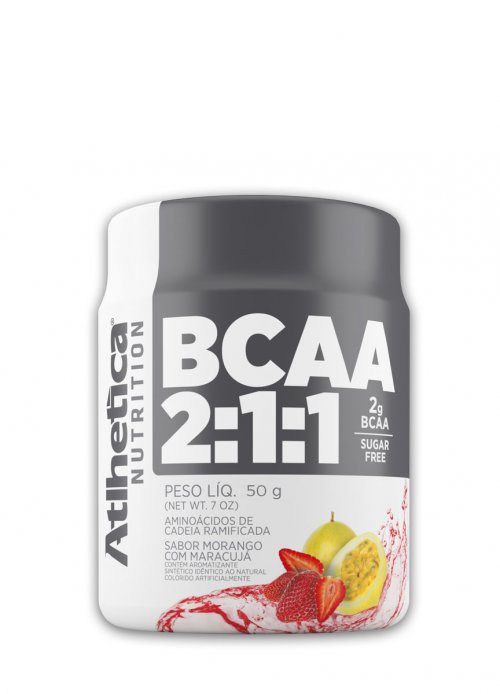 Atlhetica®
NUTRITION
BCAA
2:1:1
2g
BCAA
SUGAR
FREE
PESO LÍQ. 50 g
(NET WT. 7 OZ)
AMINOÁCIDOS DE
CADEIA RAMIFICADA
SABOR MORANGO
COM MARACUJÁ
CONTÉM AROMATIZANTE
SINTÉTICO IDÊNTICO AO NATURAL
COLORIDO ARTIFICIALMENTE